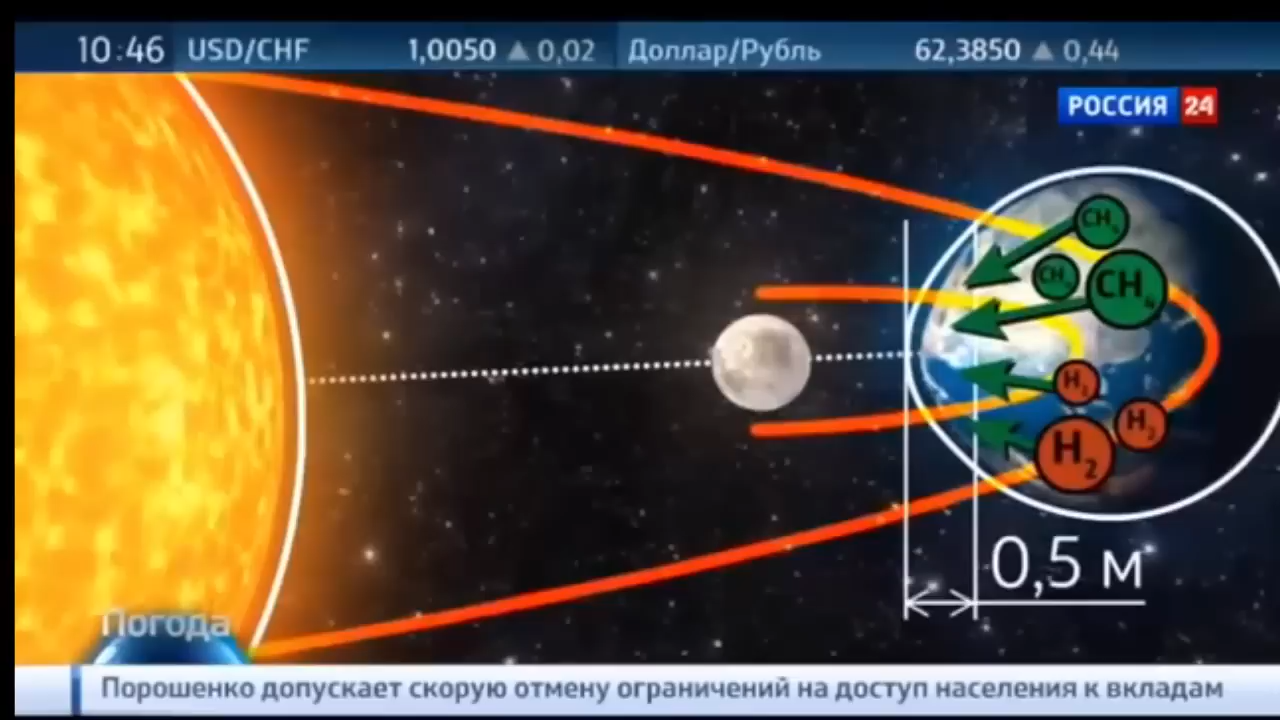 10:46 USD/CHF 1,0050 ▲ 0,02 Доллар/Рубль 62,3850 ▲ 0,44
РОССИЯ 24
CH₄
CH₄
CH₄
H₂
H₂
H₂
0,5 м
Погода
Порошенко допускает скорую отмену ограничений на доступ населения к вкладам